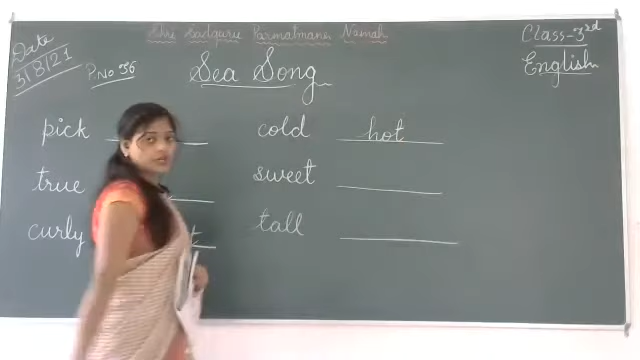 Shri Sadguru Parmatmane Namah
Date
3/8/21
P.No 36
Class-3rd
English
Sea Song
pick
cold hot
true
sweet
curly
tall